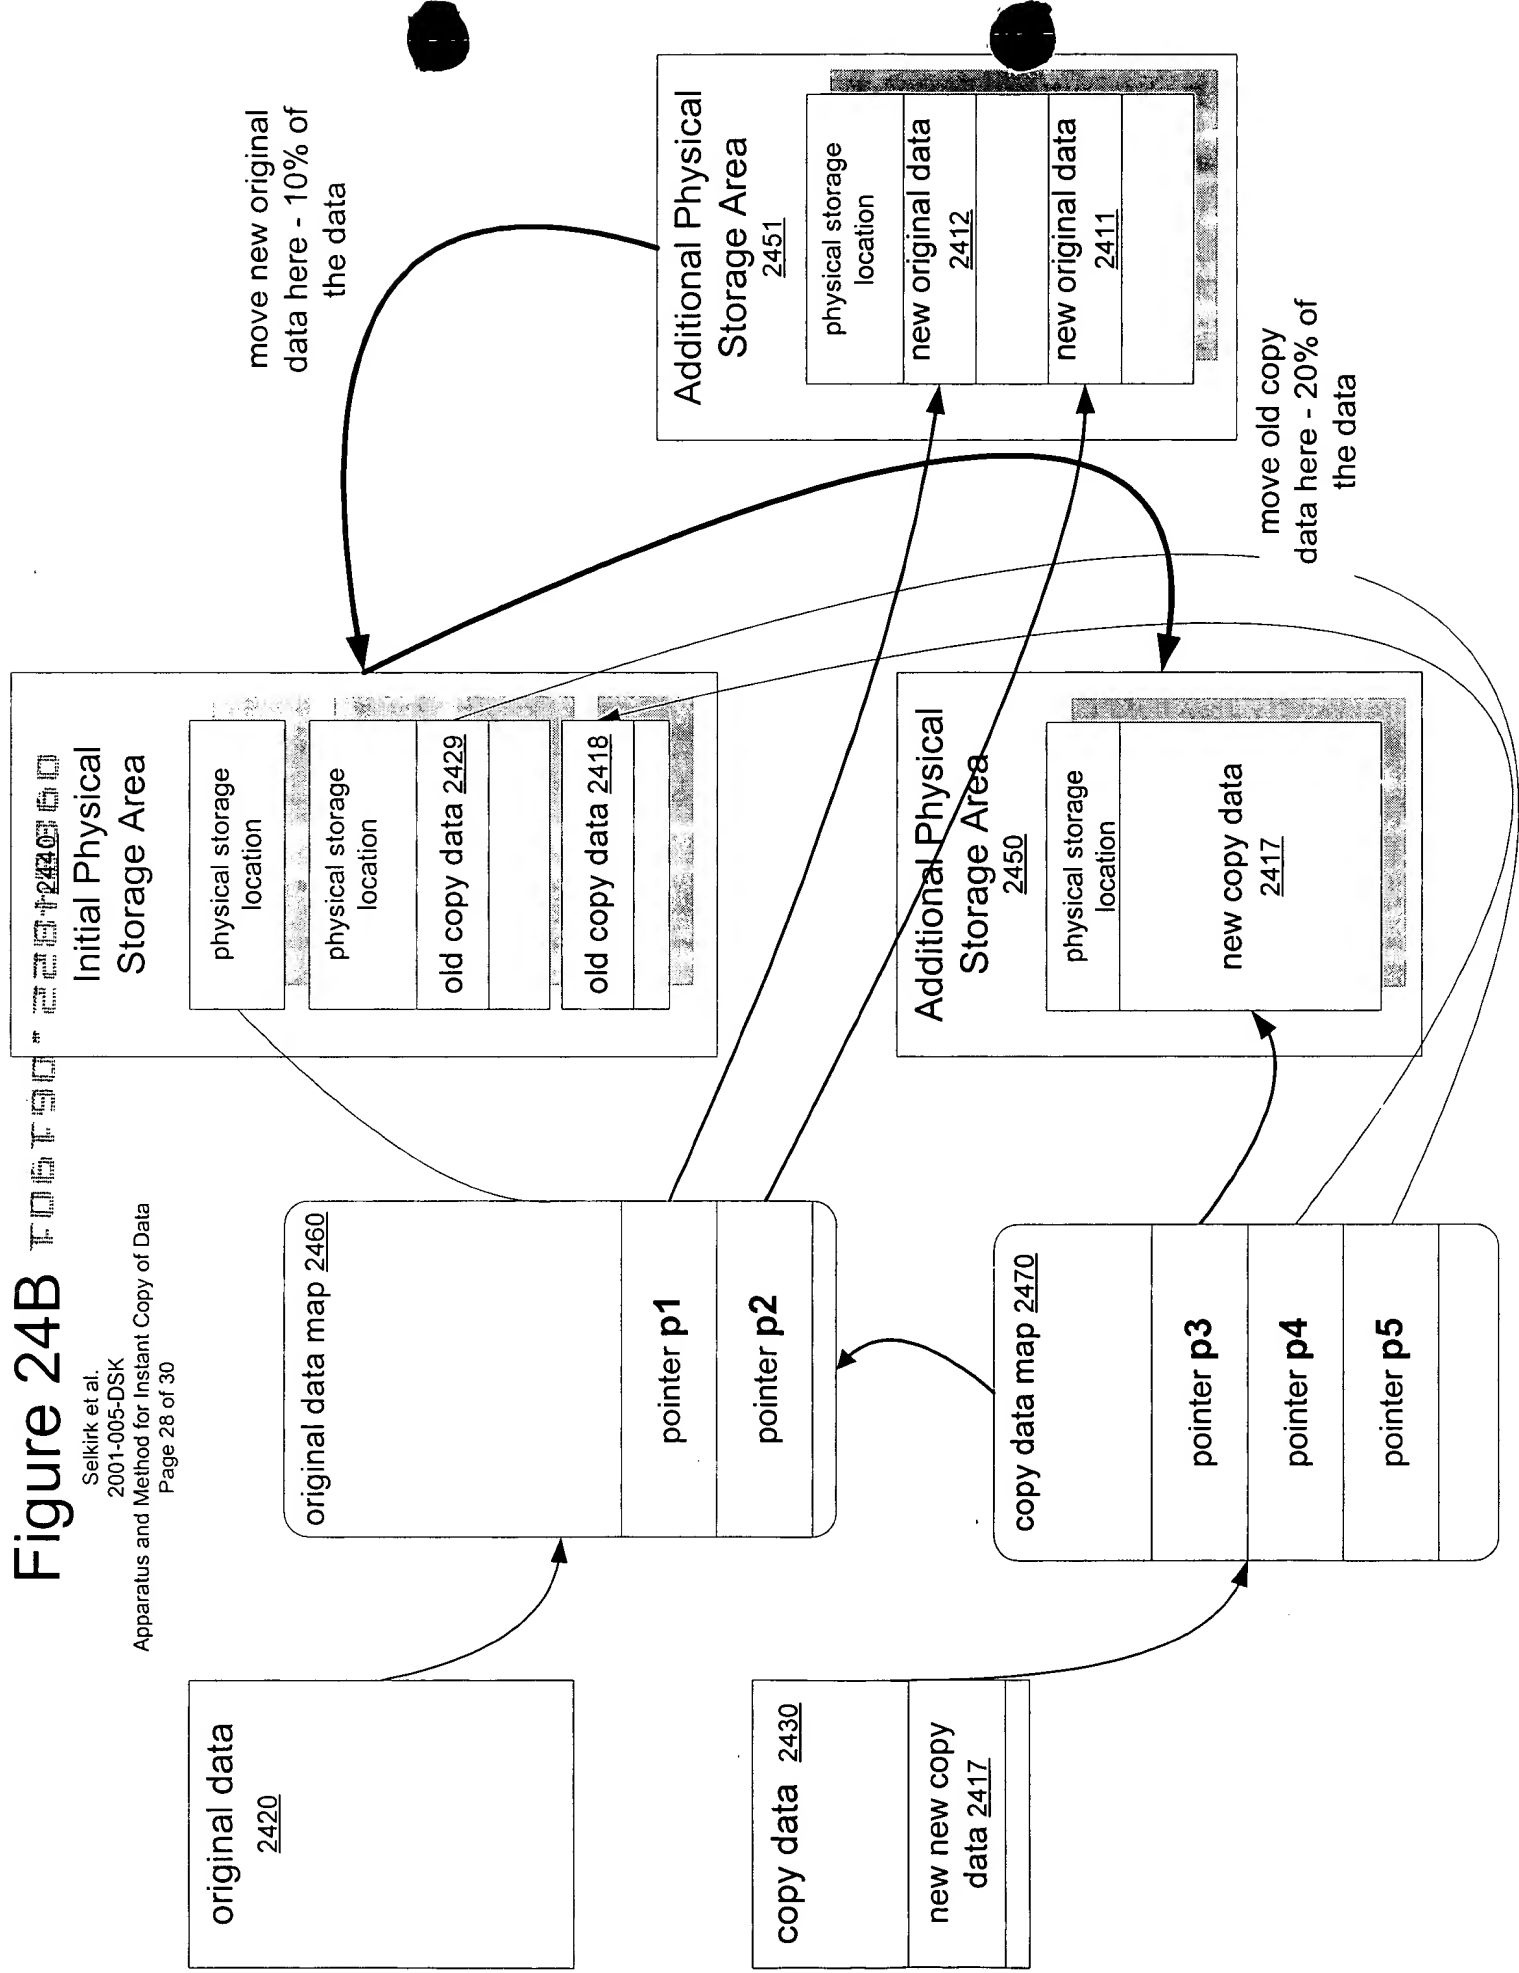 Figure 24B
Selkirk et al.
2001-005-DSK
Apparatus and Method for Instant Copy of Data
Page 28 of 30
original data
2420
copy data 2430
new new copy
data 2417
original data map 2460
pointer p1
pointer p2
copy data map 2470
pointer p3
pointer p4
pointer p5
Initial Physical
Storage Area
physical storage
location
physical storage
location
old copy data 2429
old copy data 2418
Additional Physical
Storage Area
2450
physical storage
location
new copy data
2417
move new original
data here - 10% of
the data
Additional Physical
Storage Area
2451
physical storage
location
new original data
2412
new original data
2411
move old copy
data here - 20% of
the data